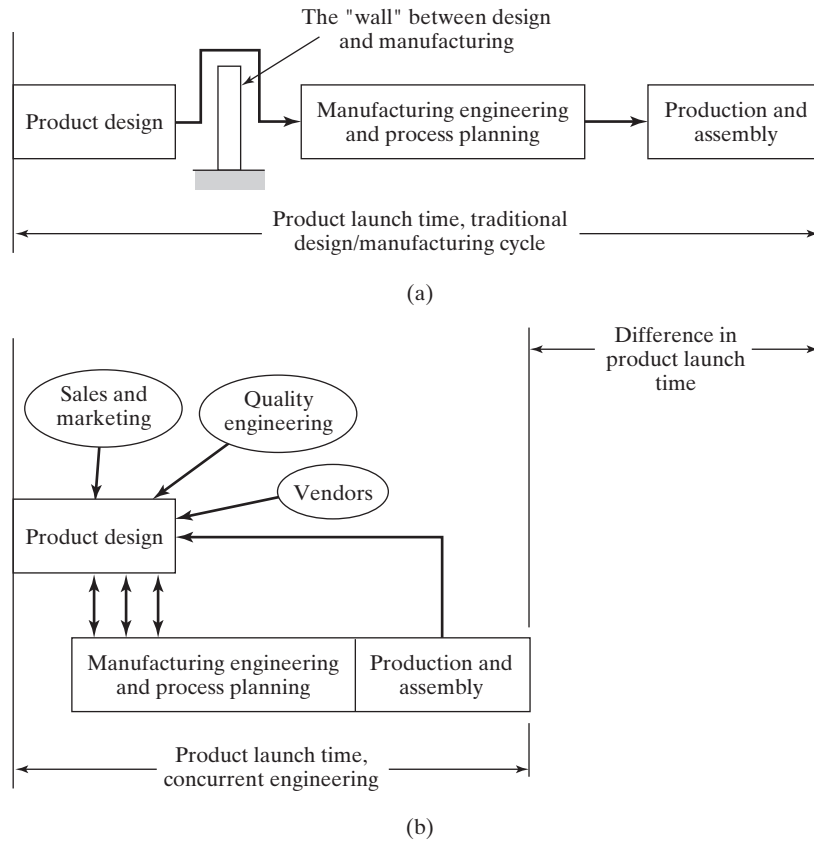 The "wall" between design
and manufacturing
Product design
Manufacturing engineering
and process planning
Production and
assembly
Product launch time, traditional
design/manufacturing cycle
(a)
Difference in
product launch
time
Sales and
marketing
Quality
engineering
Vendors
Product design
Manufacturing engineering
and process planning
Production and
assembly
Product launch time,
concurrent engineering
(b)